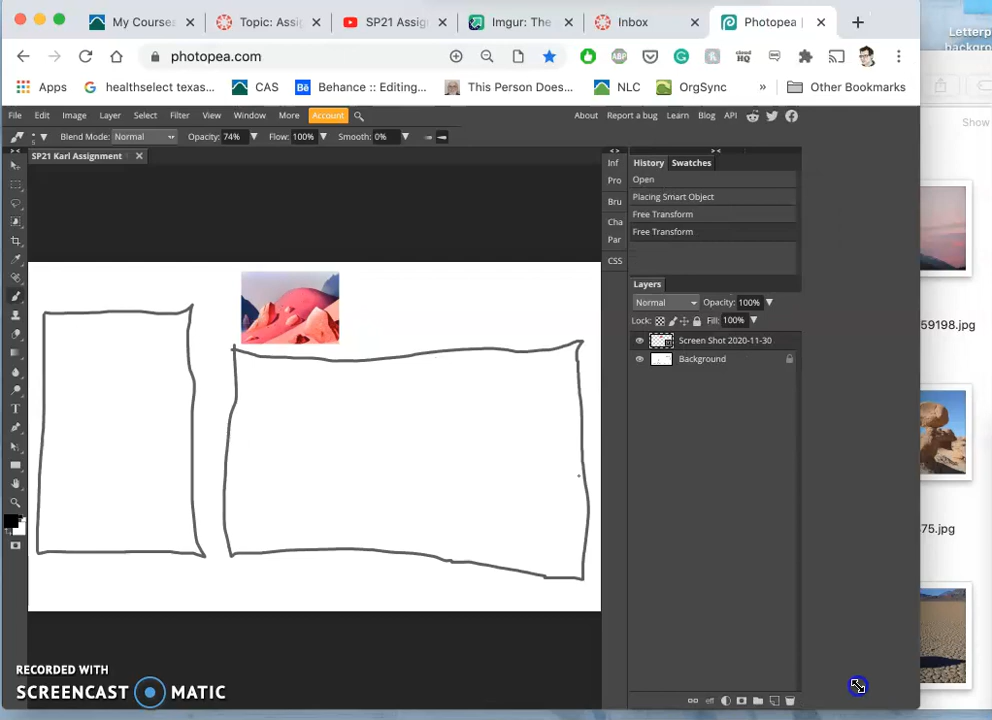 My Courses
Topic: Assi
SP21 Assign
Imgur: The
Inbox
Photopea
photopea.com
Apps
healthselect texas...
CAS
Behance :: Editing...
This Person Does...
NLC
OrgSync
»
Other Bookmarks
Letterp
backgro
Show
File Edit Image Layer Select Filter View Window More Account
About Report a bug Learn Blog API
Blend Mode: Normal Opacity: 74% Flow: 100% Smooth: 0%
SP21 Karl Assignment
Inf
Pro
Bru
Cha
Par
CSS
History Swatches
Open
Placing Smart Object
Free Transform
Free Transform
Layers
Normal Opacity: 100%
Lock: Fill: 100%
Screen Shot 2020-11-30
Background
59198.jpg
75.jpg
RECORDED WITH
SCREENCAST MATIC